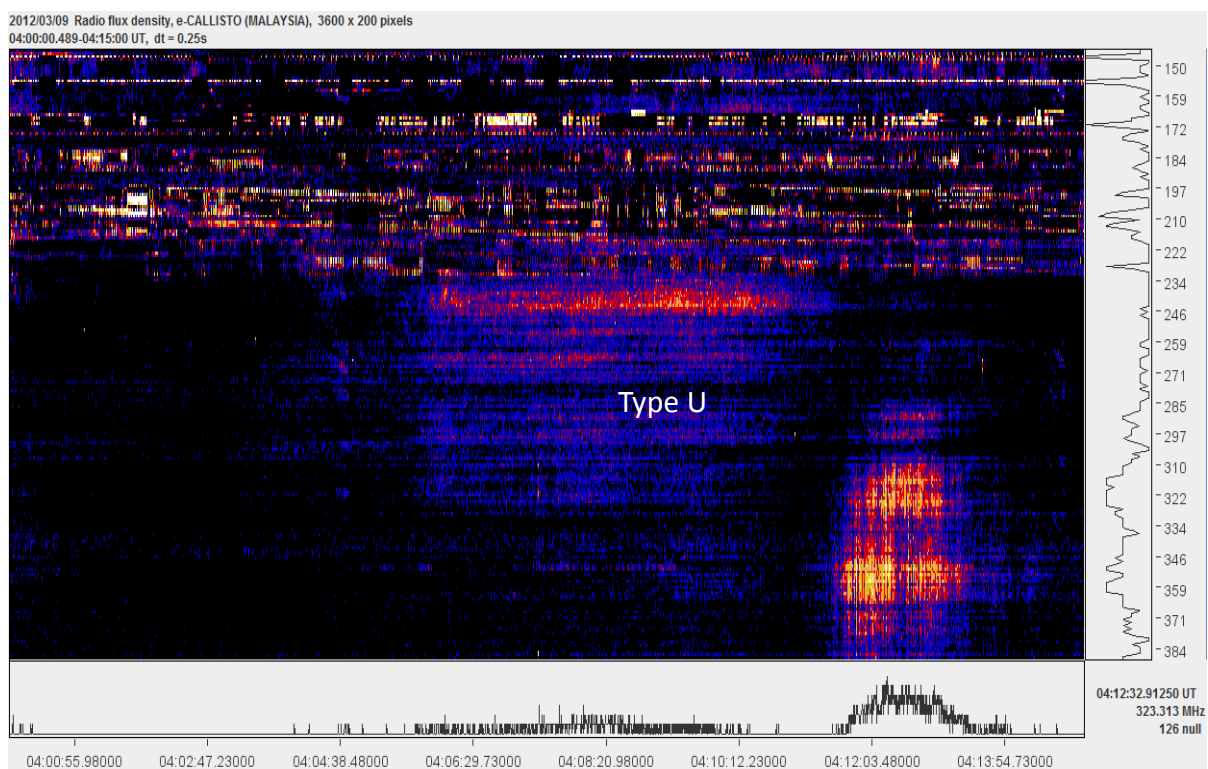 2012/03/09 Radio flux density, e-CALLISTO (MALAYSIA), 3600 x 200 pixels
04:00:00.489-04:15:00 UT, dt = 0.25s
150
159
172
184
197
210
222
234
246
259
271
Type U
285
297
310
322
334
346
359
371
384
04:12:32.91250 UT
323.313 MHz
126 null
04:00:55.98000 04:02:47.23000 04:04:38.48000 04:06:29.73000 04:08:20.98000 04:10:12.23000 04:12:03.48000 04:13:54.73000